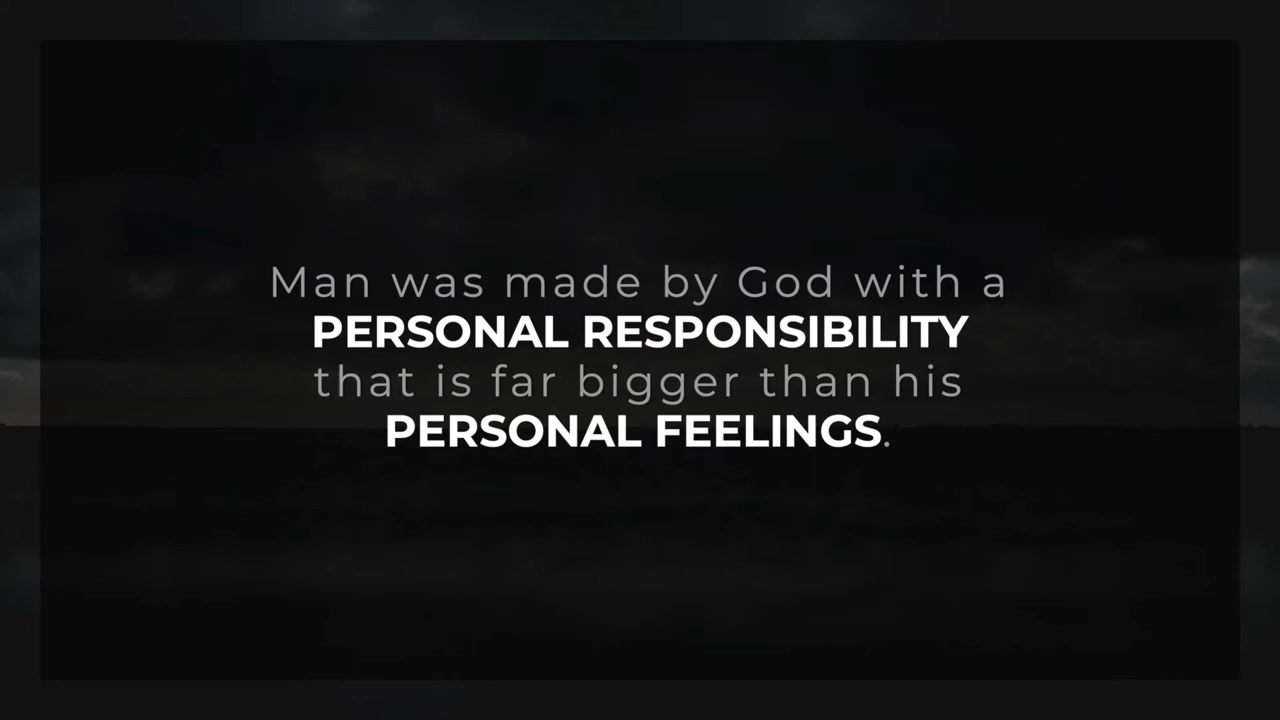 Man was made by God with a
PERSONAL RESPONSIBILITY
that is far bigger than his
PERSONAL FEELINGS.